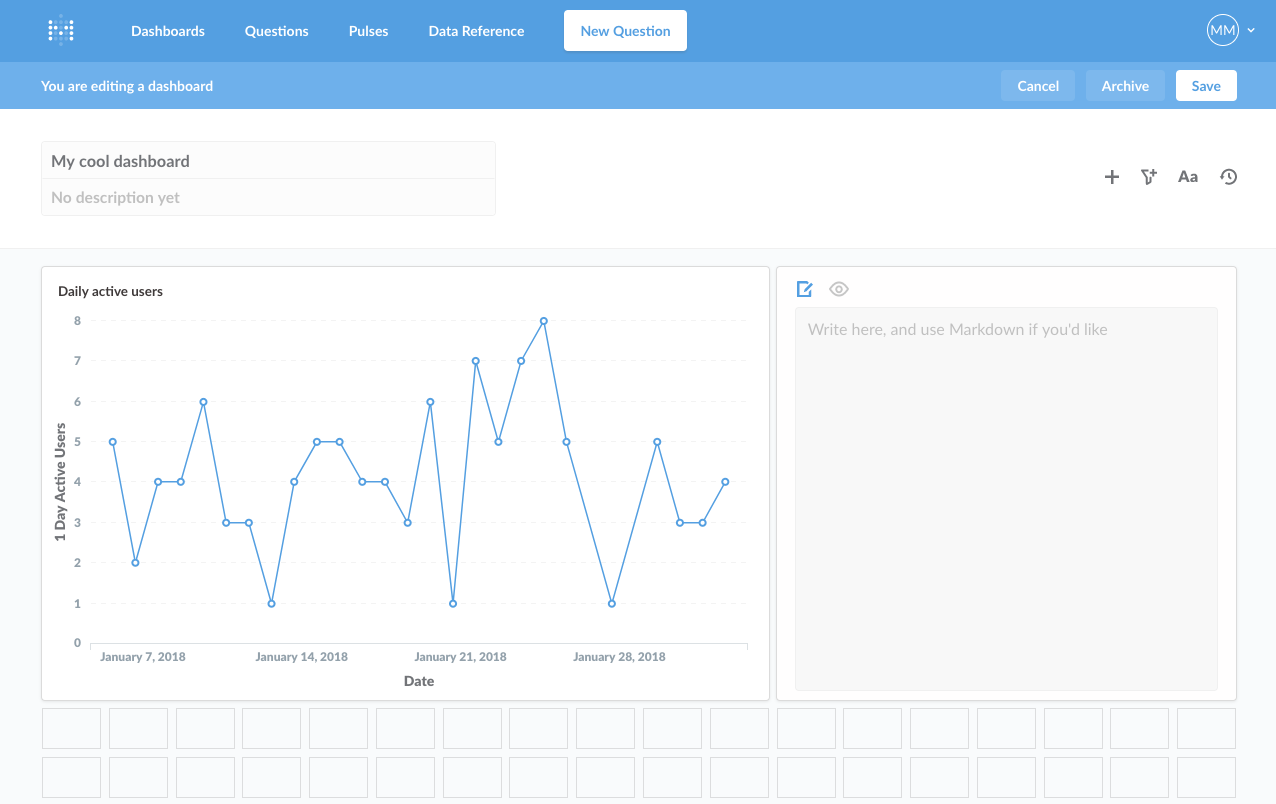 Dashboards Questions Pulses Data Reference New Question MM
You are editing a dashboard Cancel Archive Save
My cool dashboard
No description yet
Aa
Daily active users
8
7
6
5
4
3
2
1
0
1 Day Active Users
January 7, 2018 January 14, 2018 January 21, 2018 January 28, 2018
Date
Write here, and use Markdown if you'd like